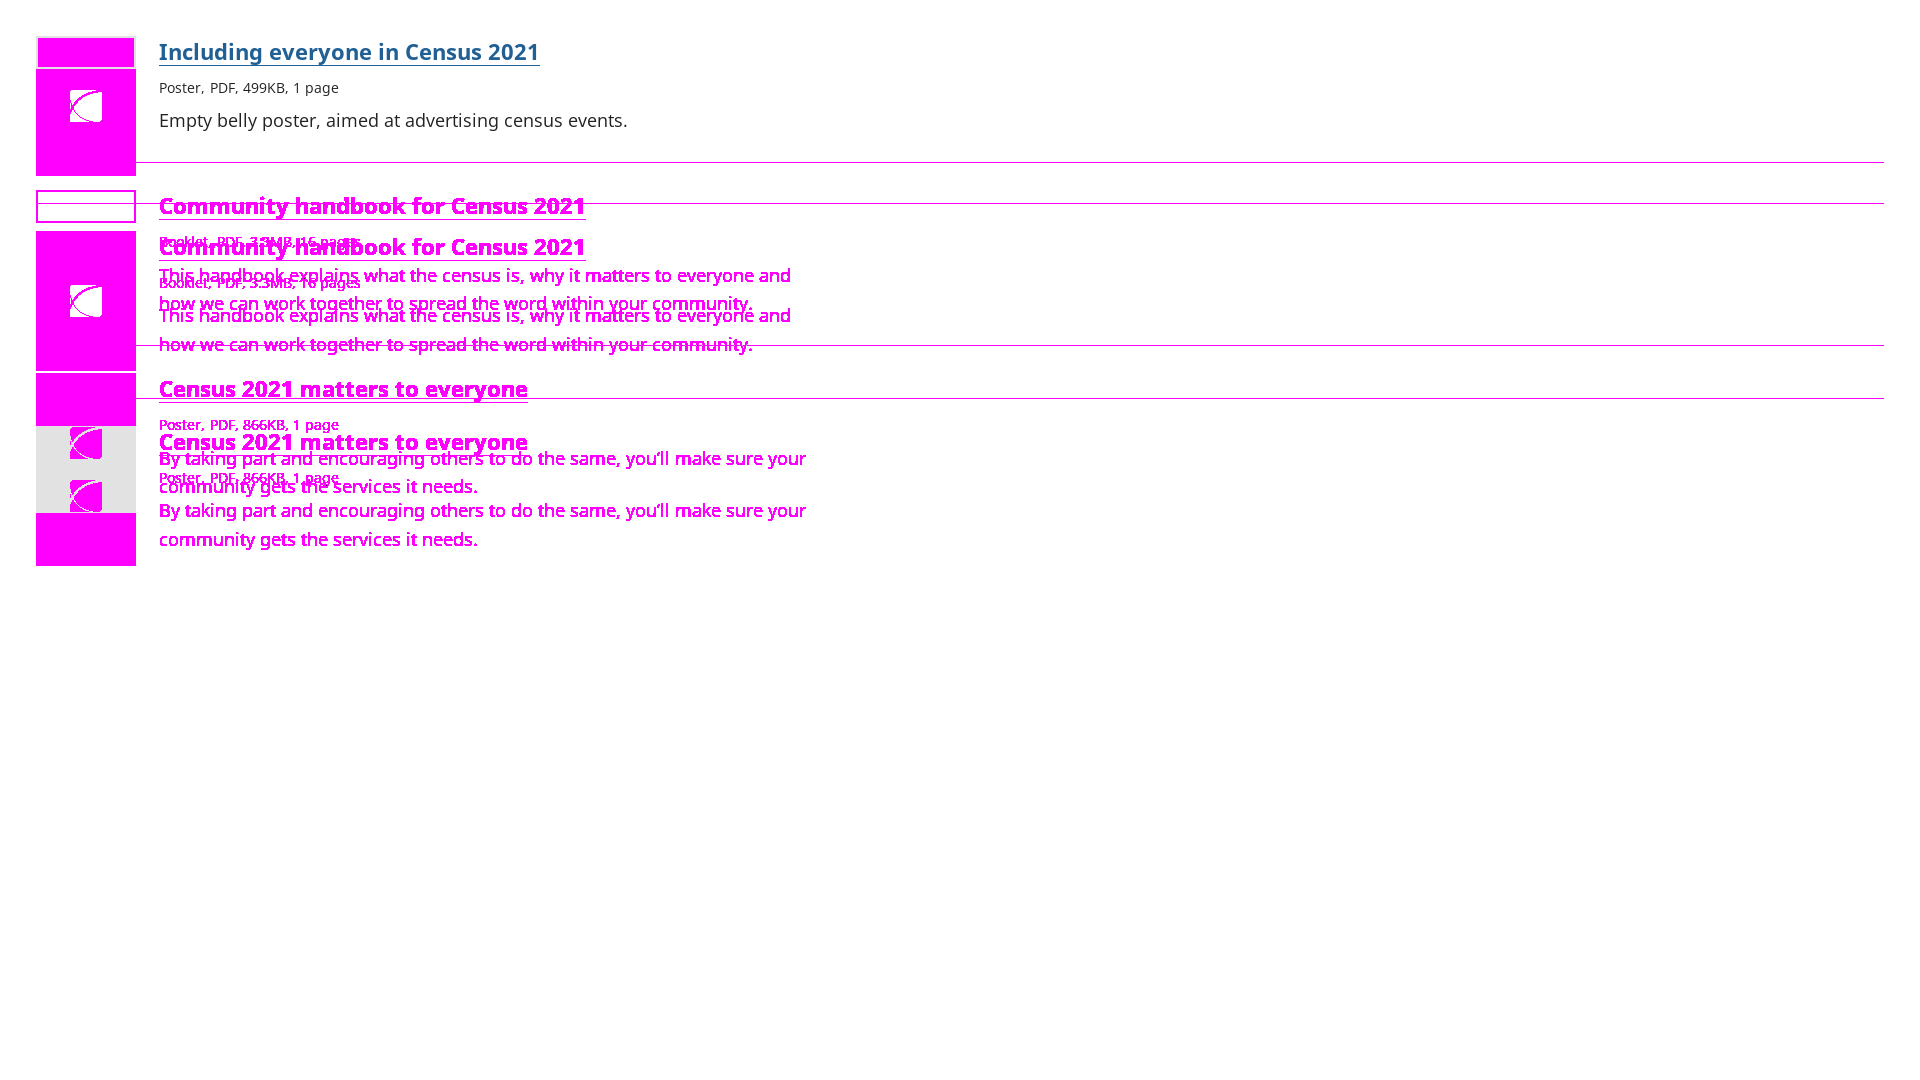 Including everyone in Census 2021
Poster, PDF, 499KB, 1 page
Empty belly poster, aimed at advertising census events.
Community handbook for Census 2021
Booklet, PDF, 3.3MB, 16 pages
Community handbook for Census 2021
This handbook explains what the census is, why it matters to everyone and
Booklet, PDF, 3.3MB, 16 pages
how we can work together to spread the word within your community.
This handbook explains what the census is, why it matters to everyone and
how we can work together to spread the word within your community.
Census 2021 matters to everyone
Poster, PDF, 866KB, 1 page
Census 2021 matters to everyone
By taking part and encouraging others to do the same, you’ll make sure your
Poster, PDF, 866KB, 1 page
community gets the services it needs.
By taking part and encouraging others to do the same, you’ll make sure your
community gets the services it needs.